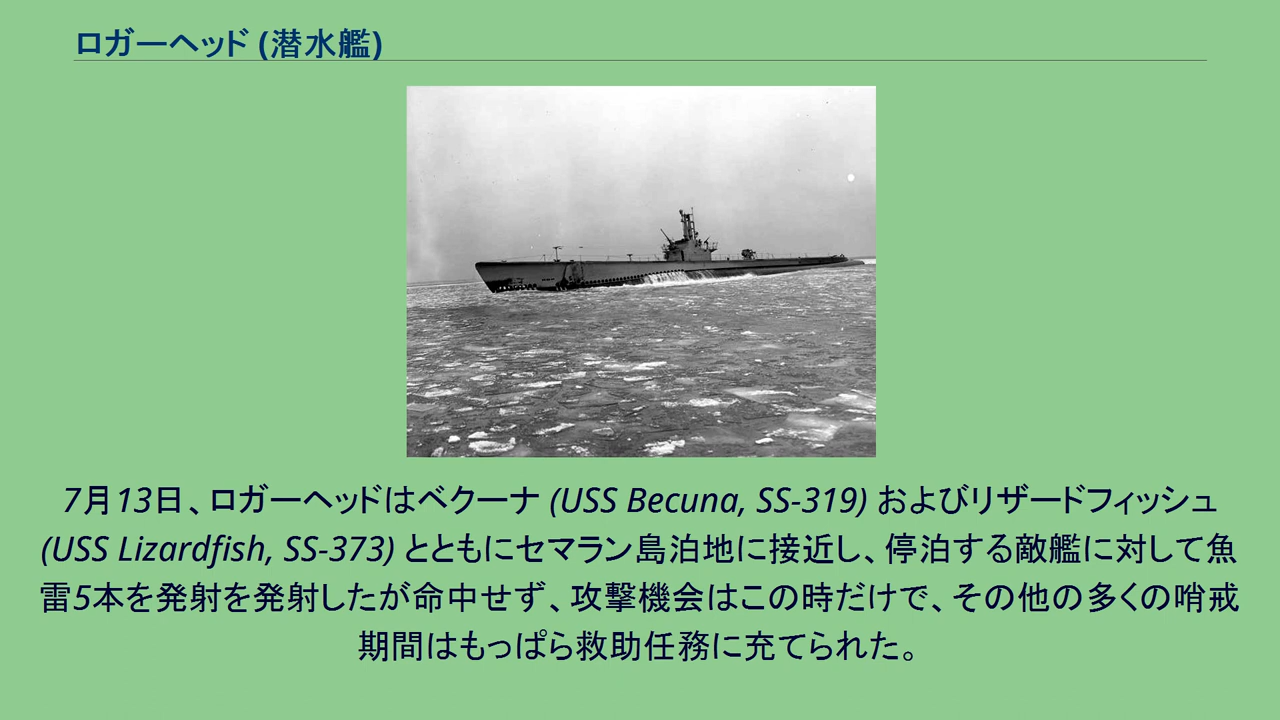 ロガーヘッド (潜水艦)
7月13日、ロガーヘッドはベクーナ (USS Becuna, SS-319) およびリザードフィッシュ
(USS Lizardfish, SS-373) とともにセマラン島泊地に接近し、停泊する敵艦に対して魚
雷5本を発射を発射したが命中せず、攻撃機会はこの時だけで、その他の多くの哨戒
期間はもっぱら救助任務に充てられた。